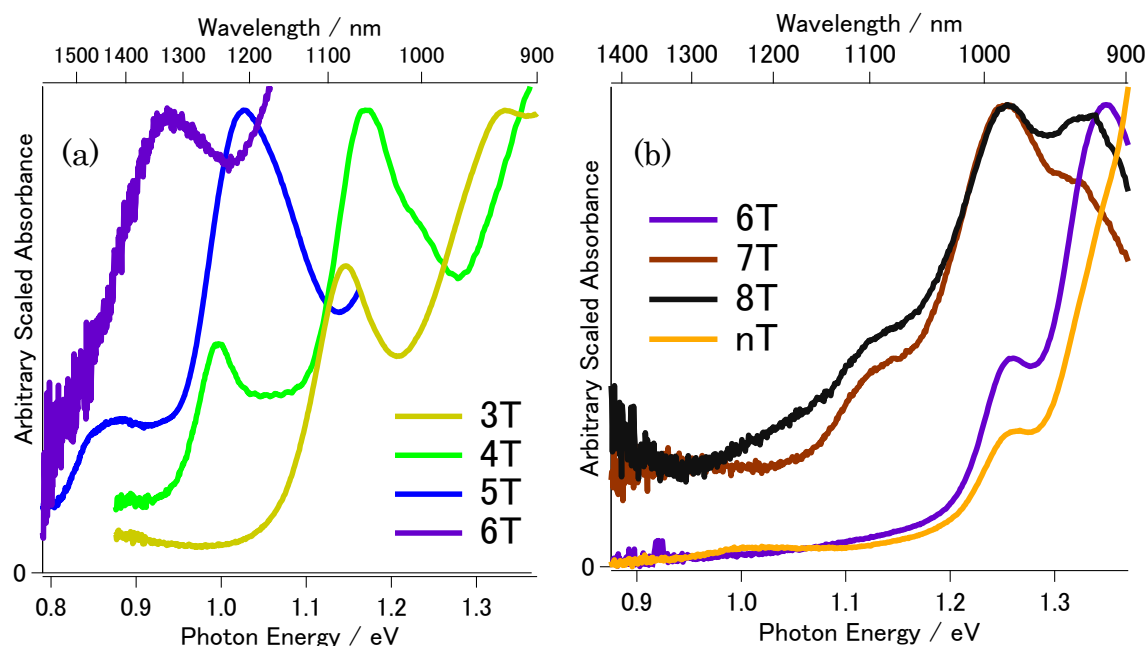 Wavelength / nm
1500 1400 1300 1200 1100 1000 900
(a)
Arbitrary Scaled Absorbance
3T
4T
5T
6T
0
0.8 0.9 1.0 1.1 1.2 1.3
Photon Energy / eV
Wavelength / nm
1400 1300 1200 1100 1000 900
(b)
Arbitrary Scaled Absorbance
6T
7T
8T
nT
0
0.9 1.0 1.1 1.2 1.3
Photon Energy / eV